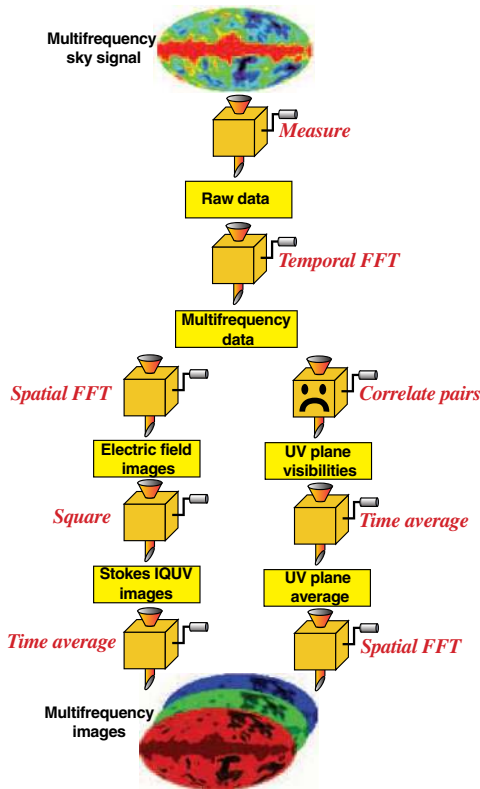 Multifrequency
sky signal
Measure
Raw data
Temporal FFT
Multifrequency
data
Spatial FFT
Correlate pairs
Electric field
images
UV plane
visibilities
Square
Time average
Stokes IQUV
images
UV plane
average
Time average
Spatial FFT
Multifrequency
images